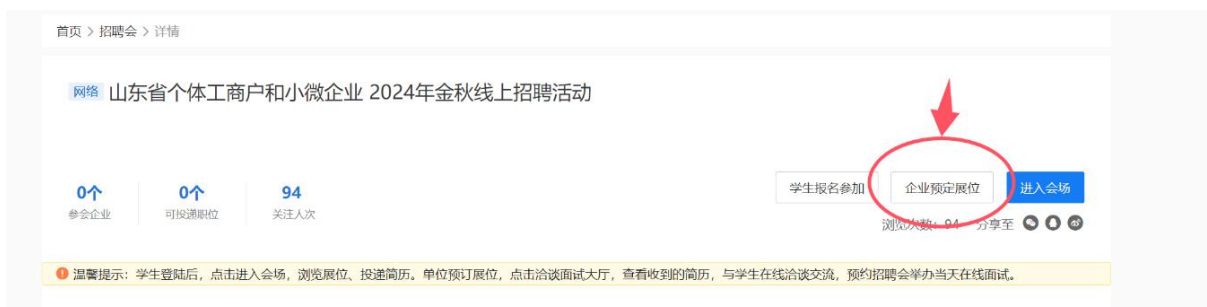 首页 > 招聘会 > 详情
网络 山东省个体工商户和小微企业 2024年金秋线上招聘活动
0个 0个 94
参会企业 可投递职位 关注人次
学生报名参加 企业预定展位 进入会场
浏览次数：94 分享至
温馨提示：学生登陆后，点击进入会场，浏览展位、投递简历。单位预订展位，点击洽谈面试大厅，查看收到的简历，与学生在线洽谈交流，预约招聘会举办当天在线面试。